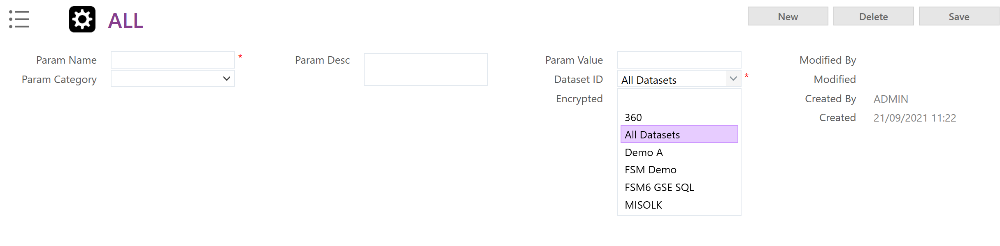 ALL
New
Delete
Save
Param Name
*
Param Category
Param Desc
Param Value
Dataset ID
All Datasets
*
Encrypted
360
All Datasets
Demo A
FSM Demo
FSM6 GSE SQL
MISOLK
Modified By
Modified
Created By
ADMIN
Created
21/09/2021 11:22